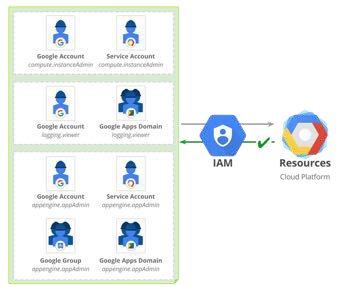 Google Account
compute.instanceAdmin
Service Account
compute.instanceAdmin
Google Account
logging.viewer
Google Apps Domain
logging.viewer
Google Account
appengine.appAdmin
Service Account
appengine.appAdmin
Google Group
appengine.appAdmin
Google Apps Domain
appengine.appAdmin
IAM
Resources
Cloud Platform